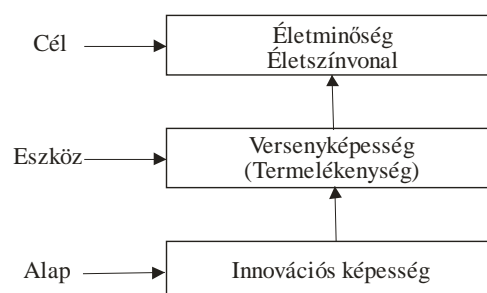 Cél
Életminőség
Életszínvonal
Eszköz
Versenyképesség
(Termelékenység)
Alap
Innovációs képesség